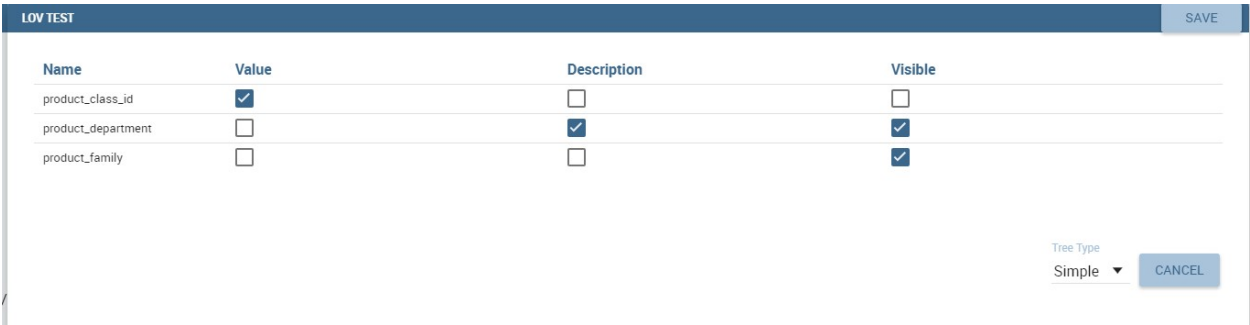 LOV TEST SAVE
Name Value Description Visible
product_class_id
product_department
product_family
Tree Type
Simple CANCEL
/